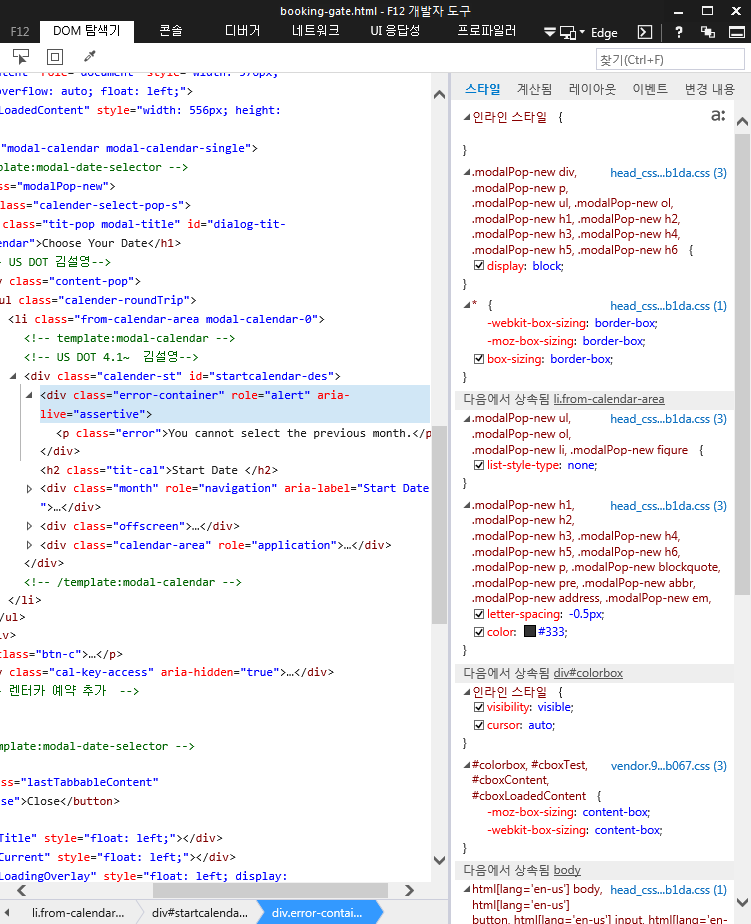 booking-gate.html - F12 개발자 도구
F12 DOM 탐색기 콘솔 디버거 네트워크 UI 응답성 프로파일러 Edge ?
찾기(Ctrl+F)
overflow: auto; float: left;">
LoadedContent" style="width: 556px; height:
"modal-calendar modal-calendar-single">
plate:modal-date-selector -->
ass="modalPop-new">
class="calender-select-pop-s">
class="tit-pop modal-title" id="dialog-tit-
endar">Choose Your Date</h1>
- US DOT 김설영-->
v class="content-pop">
ul class="calender-roundTrip">
<li class="from-calendar-area modal-calendar-0">
<!-- template:modal-calendar -->
<!-- US DOT 4.1~ 김설영-->
<div class="calender-st" id="startcalendar-des">
<div class="error-container" role="alert" aria-
live="assertive">
<p class="error">You cannot select the previous month.</p
</div>
<h2 class="tit-cal">Start Date </h2>
<div class="month" role="navigation" aria-label="Start Date
">…</div>
<div class="offscreen">…</div>
<div class="calendar-area" role="application">…</div>
</div>
<!-- /template:modal-calendar -->
</li>
/ul>
iv>
class="btn-c">…</p>
v class="cal-key-access" aria-hidden="true">…</div>
- 렌터카 예약 추가 -->
mplate:modal-date-selector -->
ass="lastTabbableContent"
se">Close</button>
Title" style="float: left;"></div>
Current" style="float: left;"></div>
LoadingOverlay" style="float: left; display:
li.from-calendar... div#startcalenda... div.error-contai...
스타일 계산됨 레이아웃 이벤트 변경 내용
인라인 스타일 { a:
}
.modalPop-new div, head_css...b1da.css (3)
.modalPop-new p,
.modalPop-new ul, .modalPop-new ol,
.modalPop-new h1, .modalPop-new h2,
.modalPop-new h3, .modalPop-new h4,
.modalPop-new h5, .modalPop-new h6 {
display: block;
}
* { head_css...b1da.css (1)
-webkit-box-sizing: border-box;
-moz-box-sizing: border-box;
box-sizing: border-box;
}
다음에서 상속됨 li.from-calendar-area
.modalPop-new ul, head_css...b1da.css (3)
.modalPop-new ol,
.modalPop-new li, .modalPop-new figure {
list-style-type: none;
}
.modalPop-new h1, head_css...b1da.css (3)
.modalPop-new h2,
.modalPop-new h3, .modalPop-new h4,
.modalPop-new h5, .modalPop-new h6,
.modalPop-new p, .modalPop-new blockquote,
.modalPop-new pre, .modalPop-new abbr,
.modalPop-new address, .modalPop-new em,
letter-spacing: -0.5px;
color: #333;
}
다음에서 상속됨 div#colorbox
인라인 스타일 {
visibility: visible;
cursor: auto;
}
#colorbox, #cboxTest, vendor.9...b067.css (3)
#cboxContent,
#cboxLoadedContent {
-moz-box-sizing: content-box;
-webkit-box-sizing: content-box;
}
다음에서 상속됨 body
html[lang='en-us'] body, head_css...b1da.css (1)
html[lang='en-us']
button, html[lang='en-us'] input, html[lang='en-